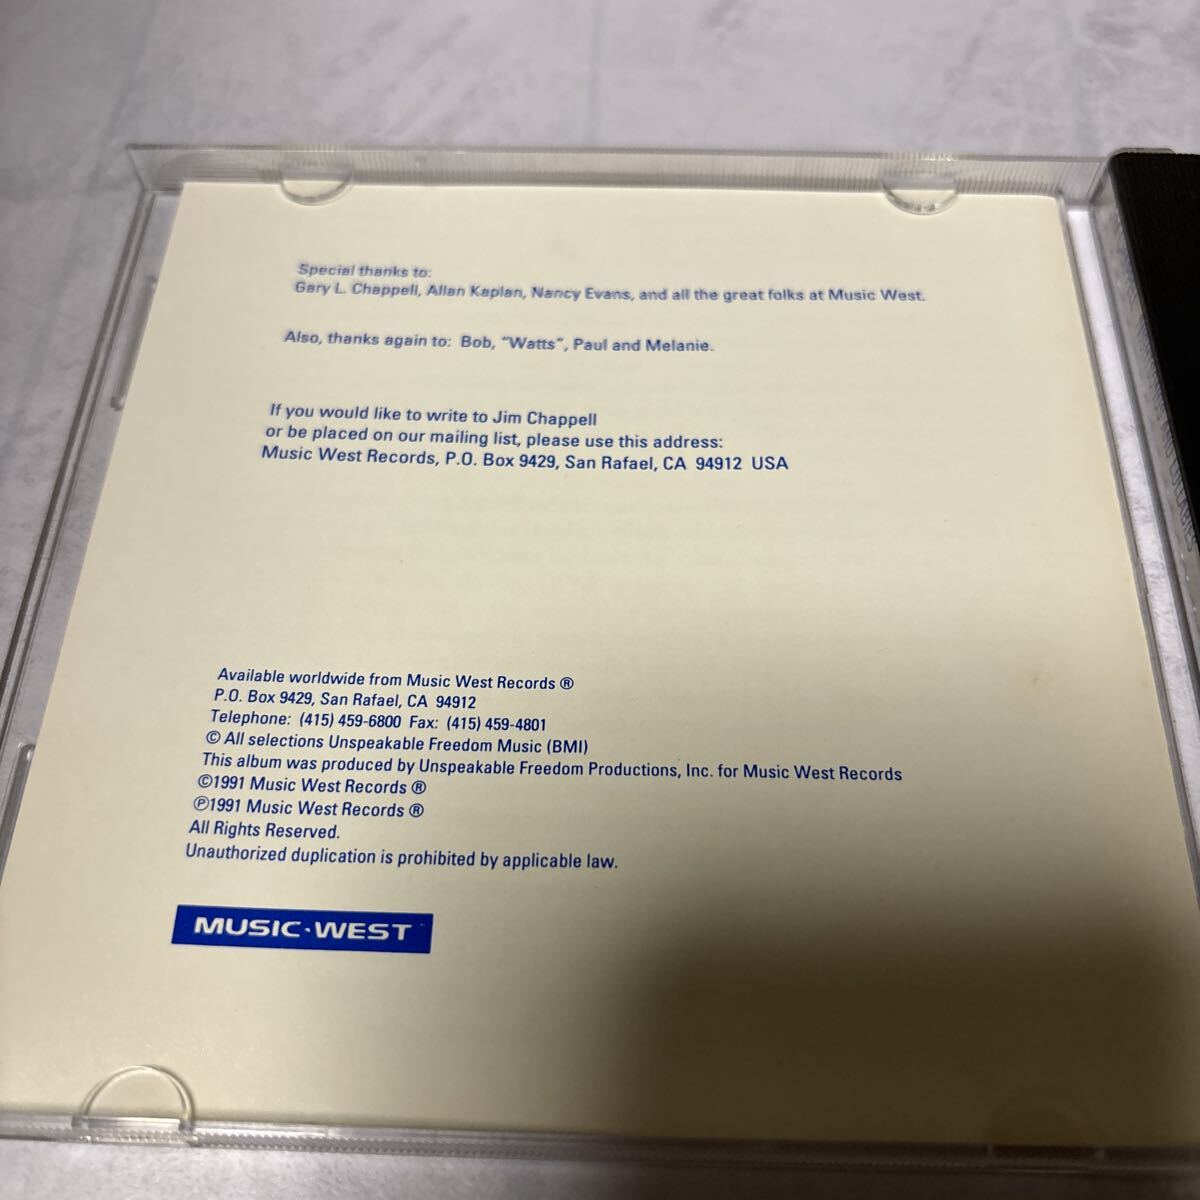 Special thanks to:
Gary L. Chappell, Allan Kaplan, Nancy Evans, and all the great folks at Music West.
Also, thanks again to: Bob, "Watts", Paul and Melanie.
If you would like to write to Jim Chappell
or be placed on our mailing list, please use this address:
Music West Records, P.O. Box 9429, San Rafael, CA 94912 USA
Available worldwide from Music West Records ®
P.O. Box 9429, San Rafael, CA 94912
Telephone: (415) 459-6800 Fax: (415) 459-4801
© All selections Unspeakable Freedom Music (BMI)
This album was produced by Unspeakable Freedom Productions, Inc. for Music West Records
©1991 Music West Records ®
℗1991 Music West Records ®
All Rights Reserved.
Unauthorized duplication is prohibited by applicable law.
MUSIC·WEST